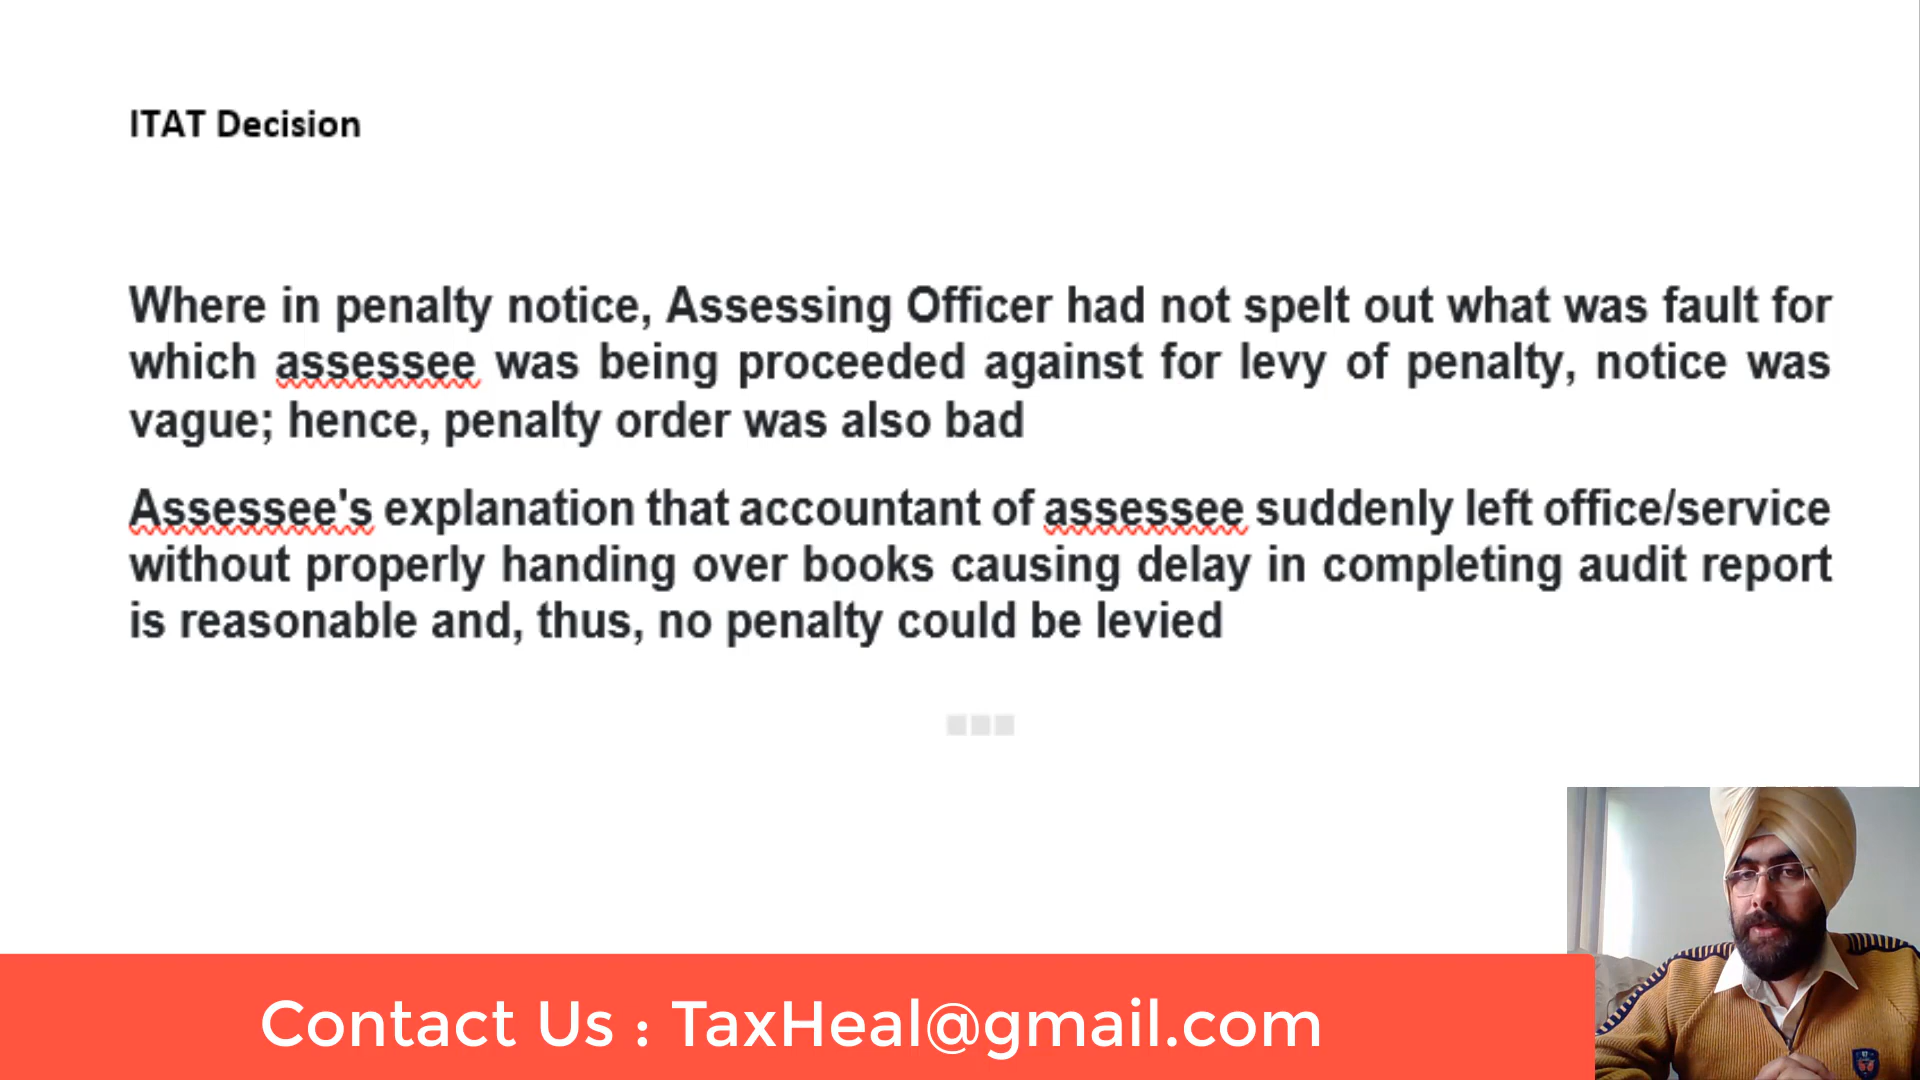 ITAT Decision
Where in penalty notice, Assessing Officer had not spelt out what was fault for
which assessee was being proceeded against for levy of penalty, notice was
vague; hence, penalty order was also bad
Assessee's explanation that accountant of assessee suddenly left office/service
without properly handing over books causing delay in completing audit report
is reasonable and, thus, no penalty could be levied
Contact Us : TaxHeal@gmail.com